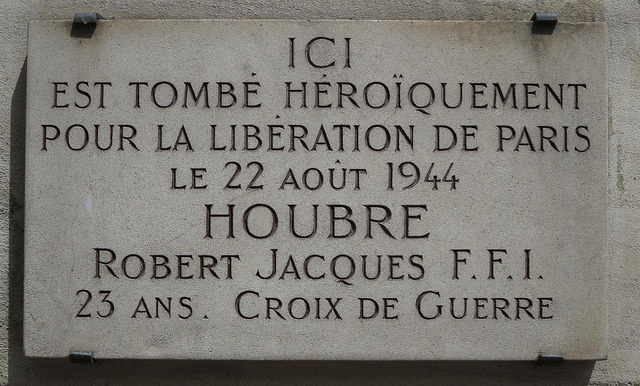 ICI
EST TOMBÉ HÉROÏQUEMENT
POUR LA LIBÉRATION DE PARIS
LE 22 AOÛT 1944
HOUBRE
ROBERT JACQUES F.F.I.
23 ANS. CROIX DE GUERRE